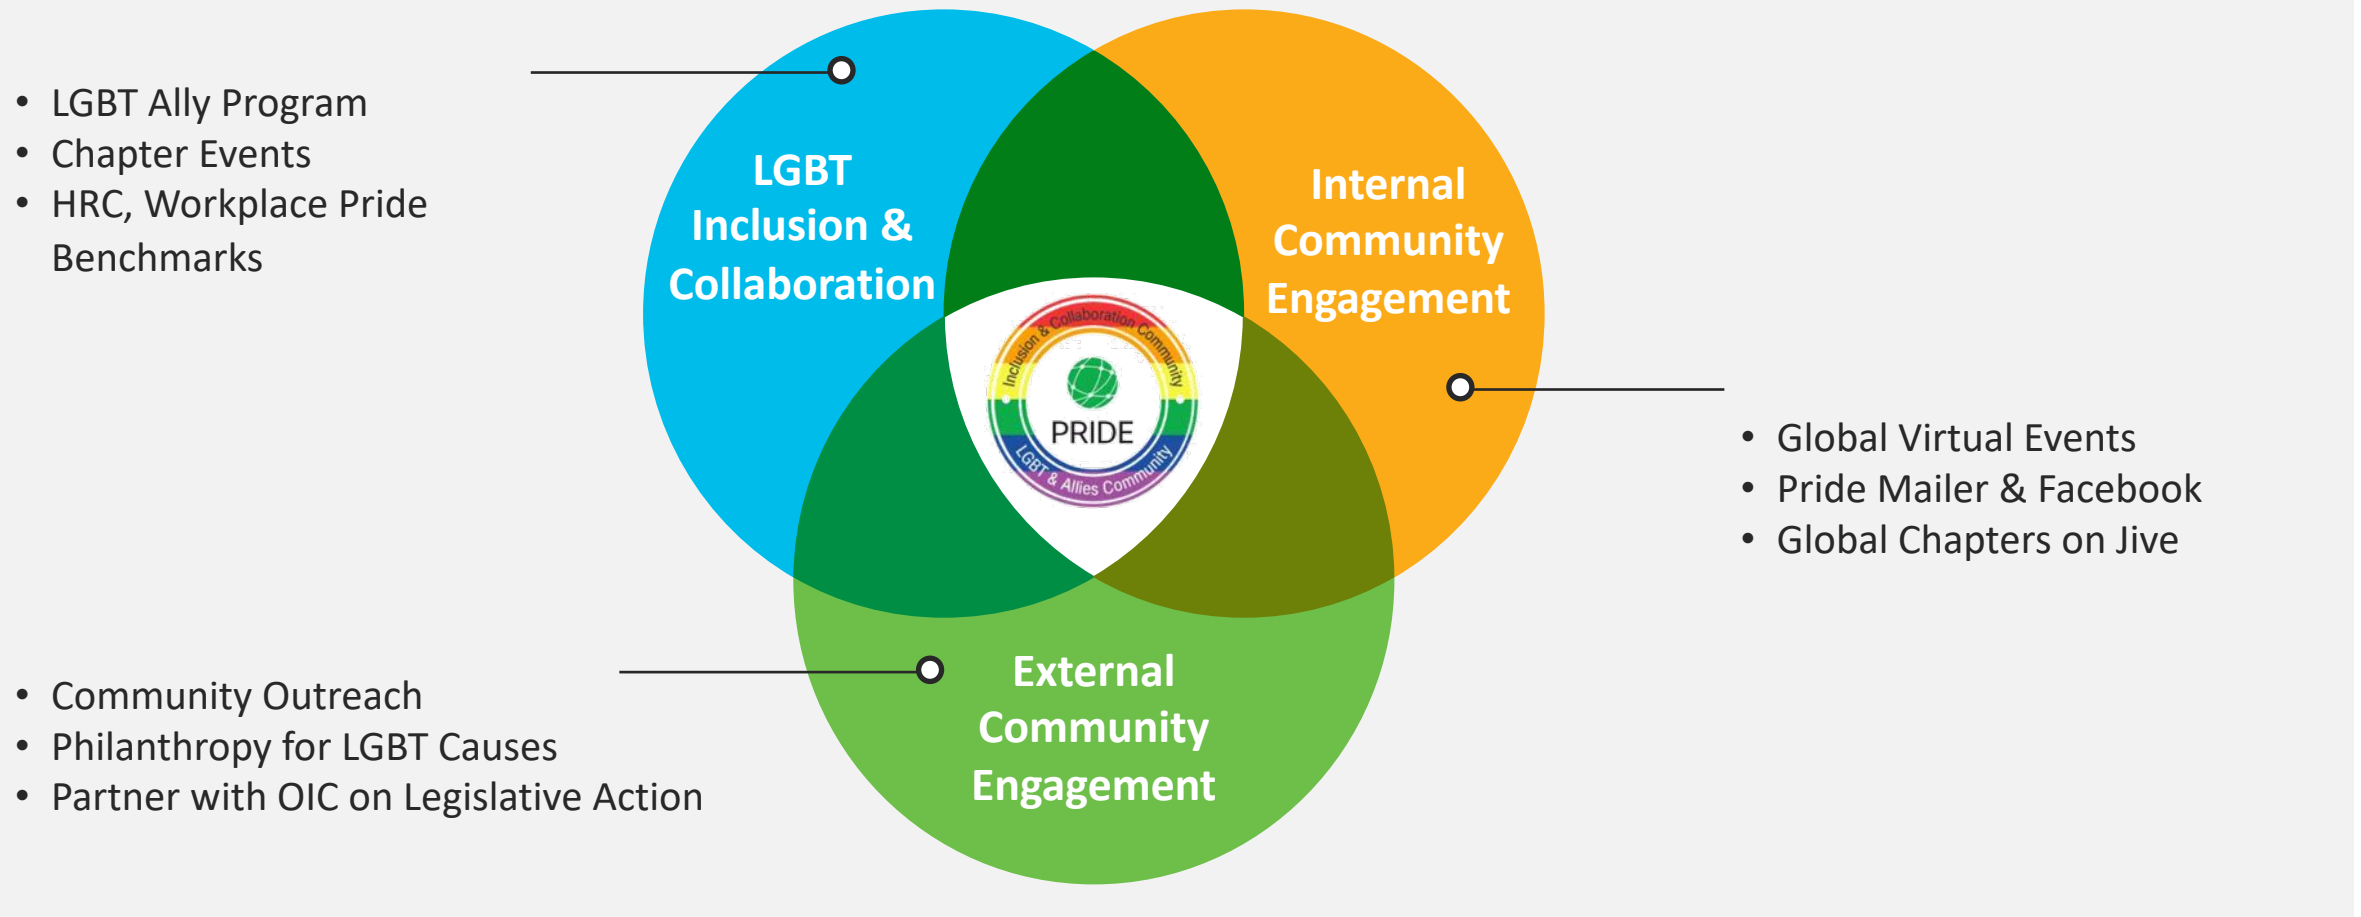 • LGBT Ally Program
• Chapter Events
• HRC, Workplace Pride
Benchmarks
LGBT
Inclusion &
Collaboration
Internal
Community
Engagement
Inclusion & Collaboration Community
PRIDE
LGBT & Allies Community
• Global Virtual Events
• Pride Mailer & Facebook
• Global Chapters on Jive
• Community Outreach
• Philanthropy for LGBT Causes
• Partner with OIC on Legislative Action
External
Community
Engagement